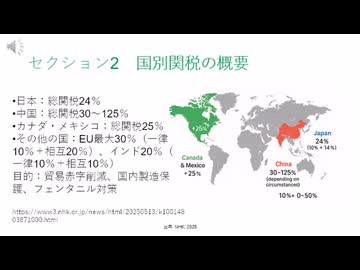 セクション2　国別関税の概要
•日本：総関税24％
•中国：総関税30～125％
•カナダ・メキシコ：総関税25％
•その他の国：EU最大30％（一律
10％＋相互20％）、インド20％（
一律10％＋相互10％）
目的：貿易赤字削減、国内製造保
護、フェンタニル対策
https://www3.nhk.or.jp/news/html/20250513/k100148
03871000.html
+25%
Canada
& Mexico
+25%
Japan
24%
(10% + 14%)
China
30-125%
(depending on
circumstances)
10%+ 0~50%
出典: NHK, 2025